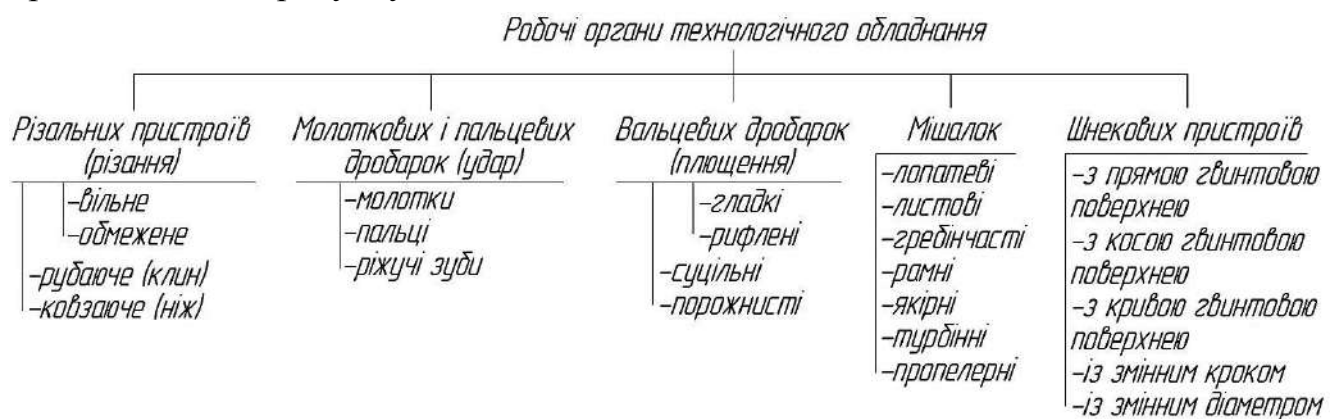 Робочі органи технологічного обладнання
Різальних пристроїв
(різання)
-вільне
-обмежене
-рубаюче (клин)
-ковзаюче (ніж)
Молоткових і пальцевих
дробарок (удар)
-молотки
-пальці
-ріжучі зуби
Вальцевих дробарок
(плющення)
-гладкі
-рифлені
-суцільні
-порожнисті
Мішалок
-лопатеві
-листові
-гребінчасті
-рамні
-якірні
-турбінні
-пропелерні
Шнекових пристроїв
-з прямою гвинтовою
поверхнею
-з косою гвинтовою
поверхнею
-з кривою гвинтовою
поверхнею
-із змінним кроком
-із змінним діаметром